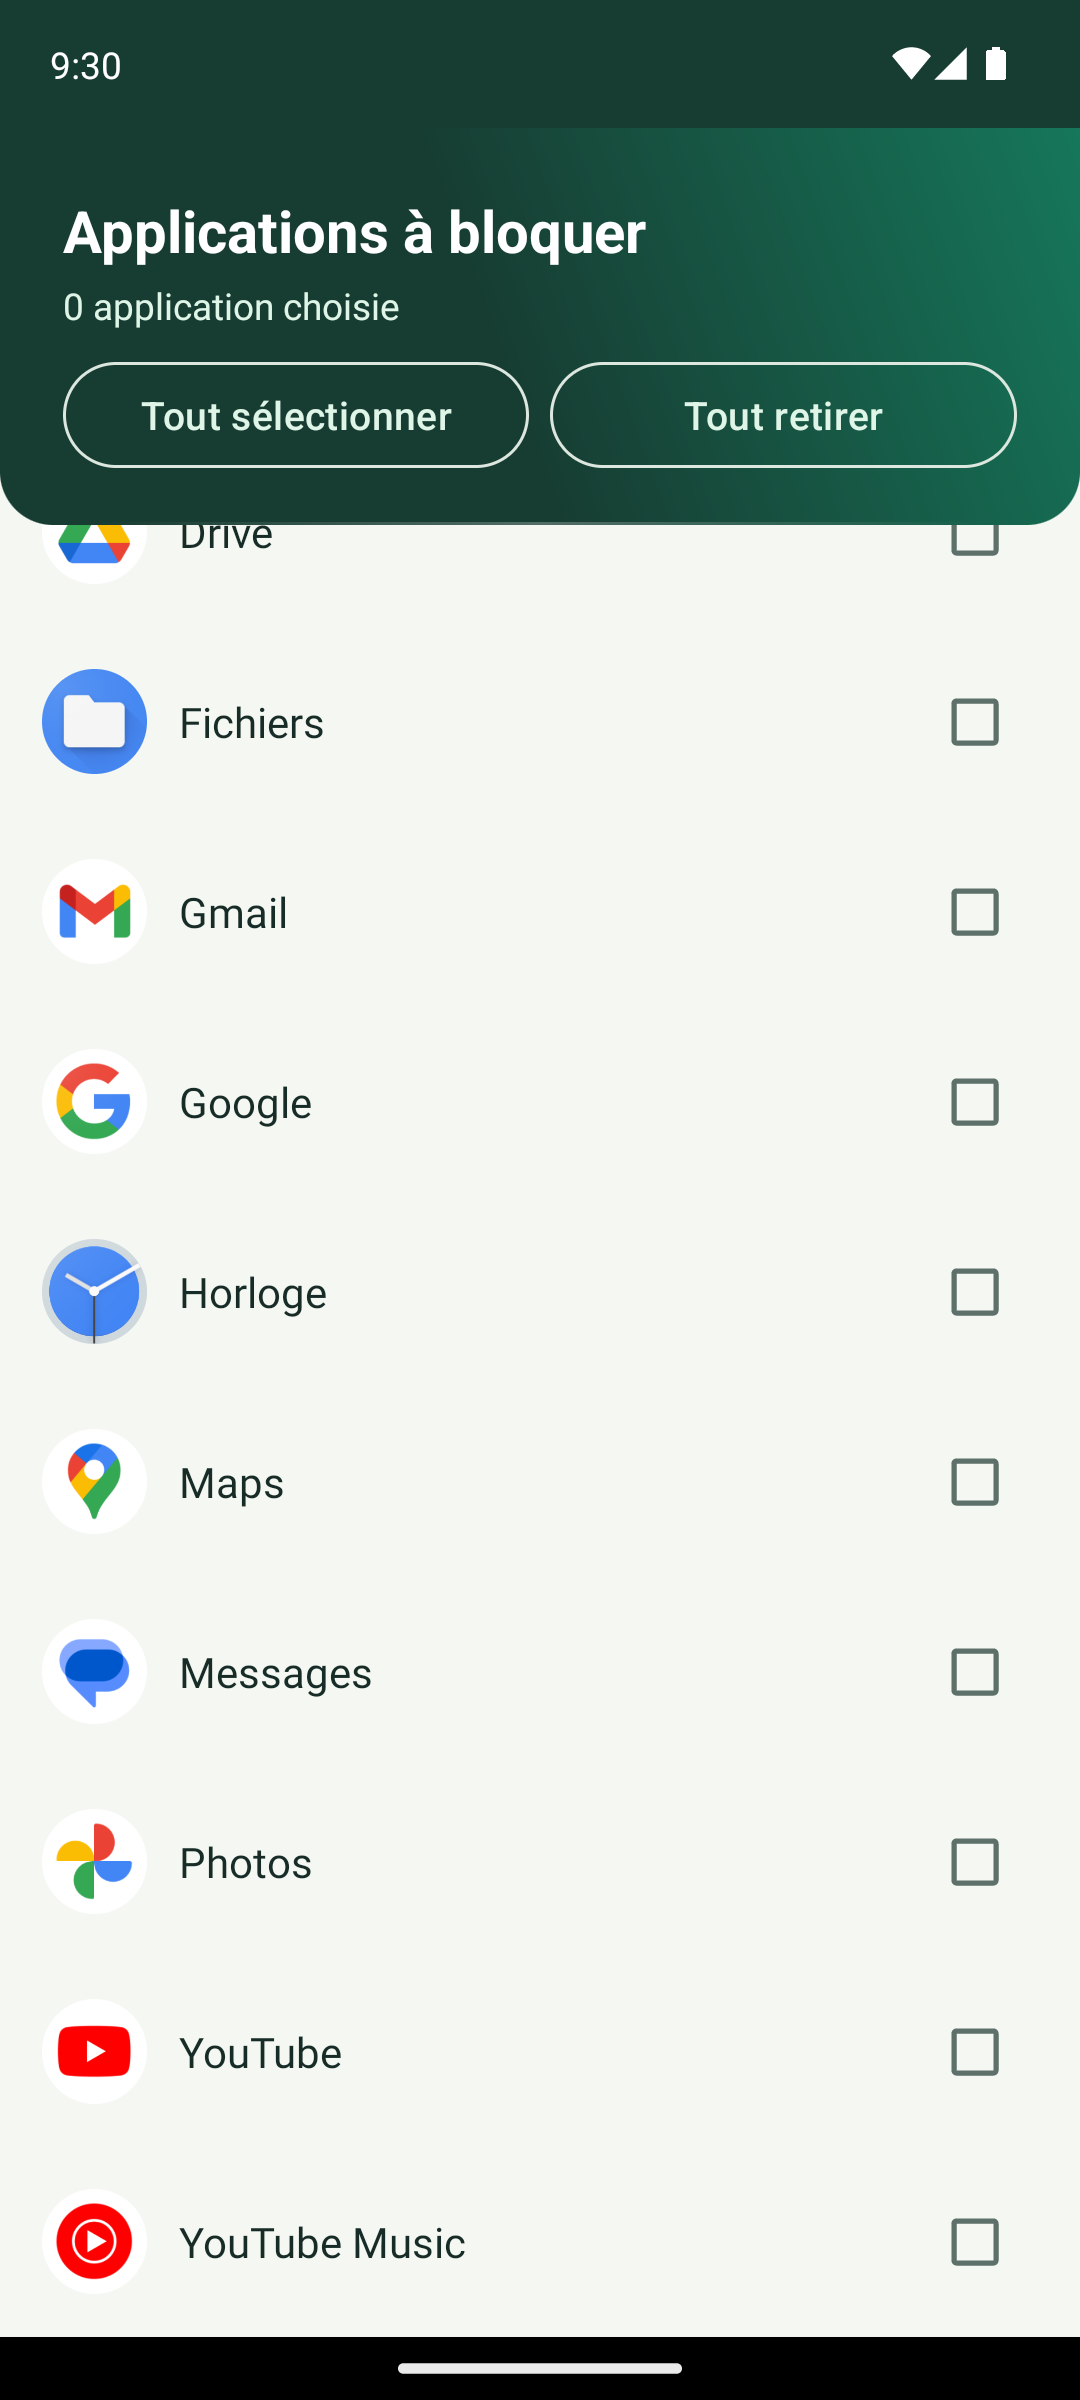 9:30
Applications à bloquer
0 application choisie
Tout sélectionner
Tout retirer
Drive
Fichiers
Gmail
Google
Horloge
Maps
Messages
Photos
YouTube
YouTube Music